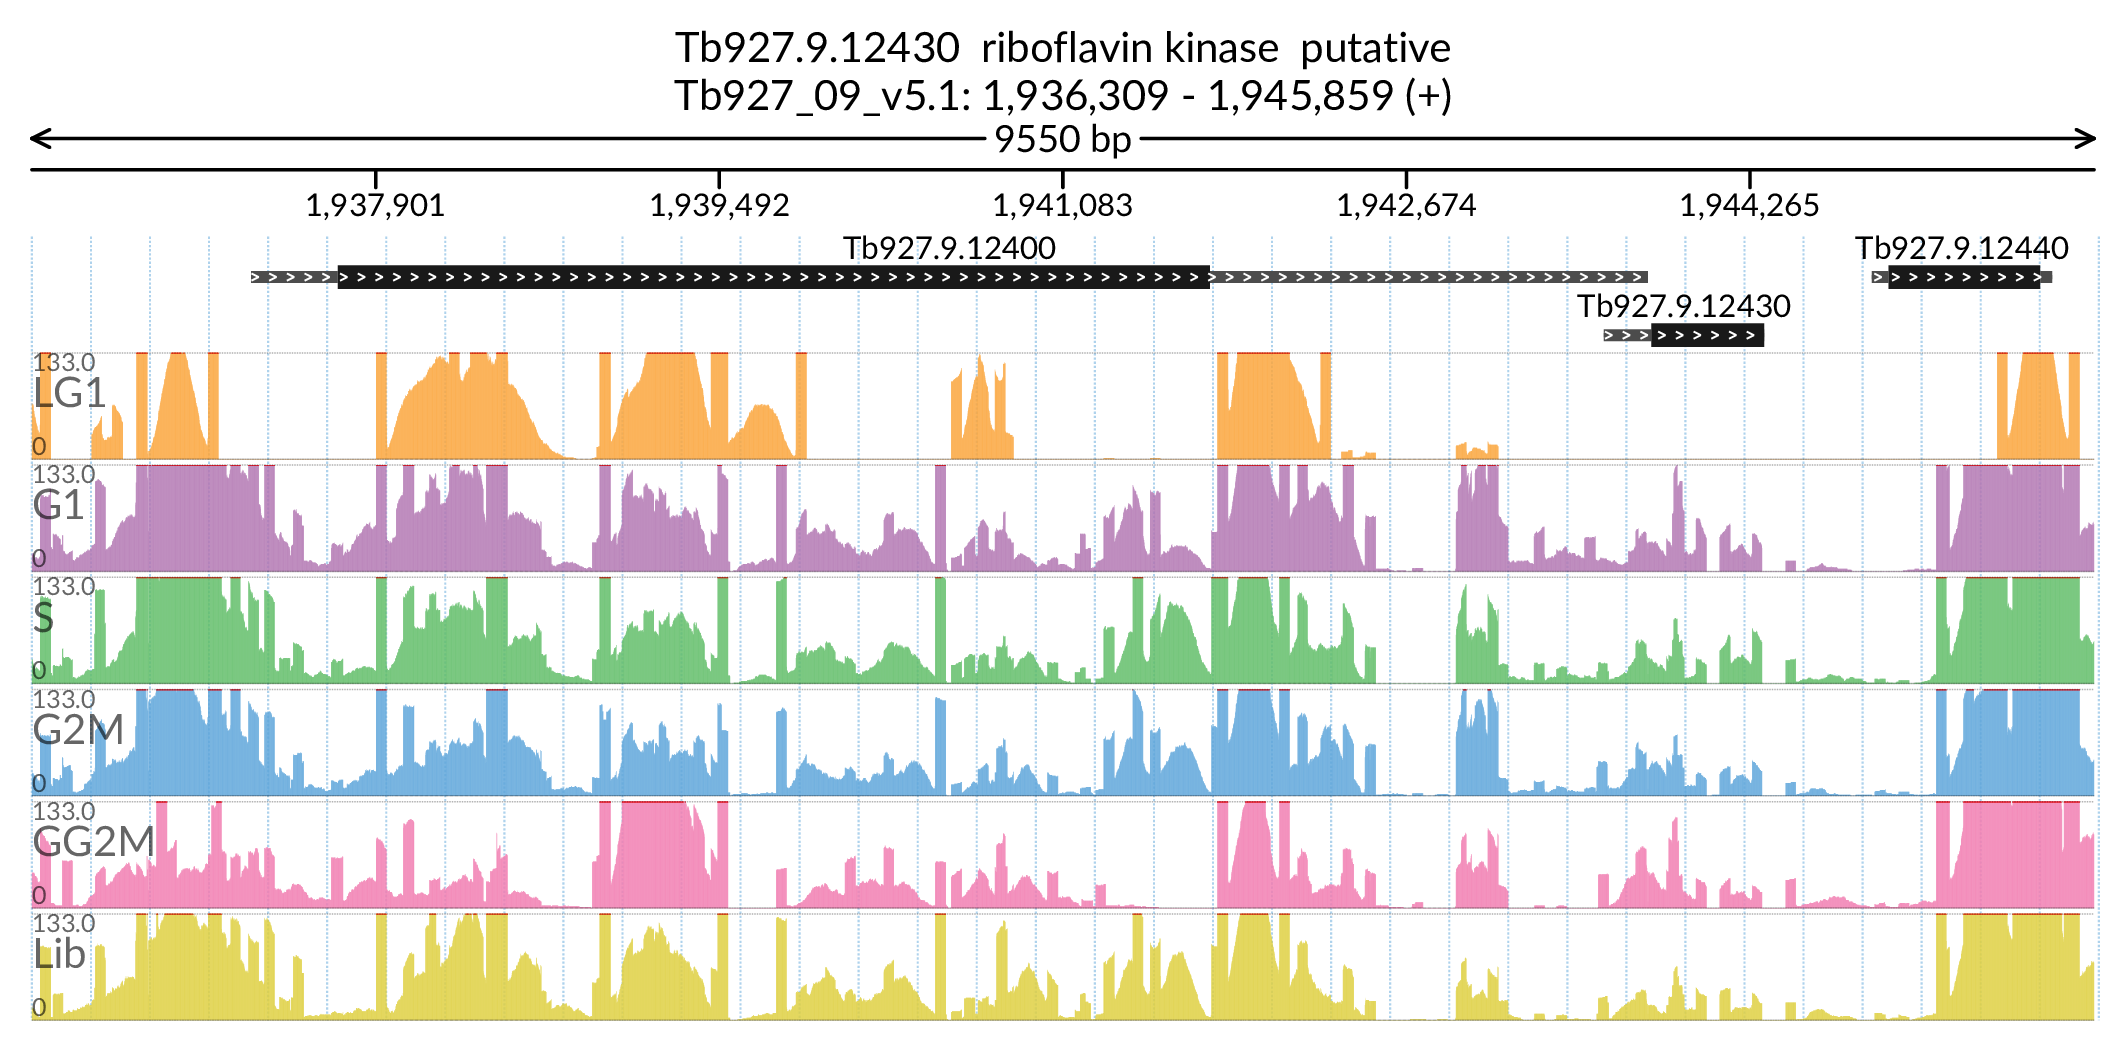 Tb927.9.12430  riboflavin kinase  putative
Tb927_09_v5.1: 1,936,309 - 1,945,859 (+)
9550 bp
1,937,901 1,939,492 1,941,083 1,942,674 1,944,265
Tb927.9.12400 Tb927.9.12440
Tb927.9.12430
133.0
LG1
0
133.0
G1
0
133.0
S
0
133.0
G2M
0
133.0
GG2M
0
133.0
Lib
0